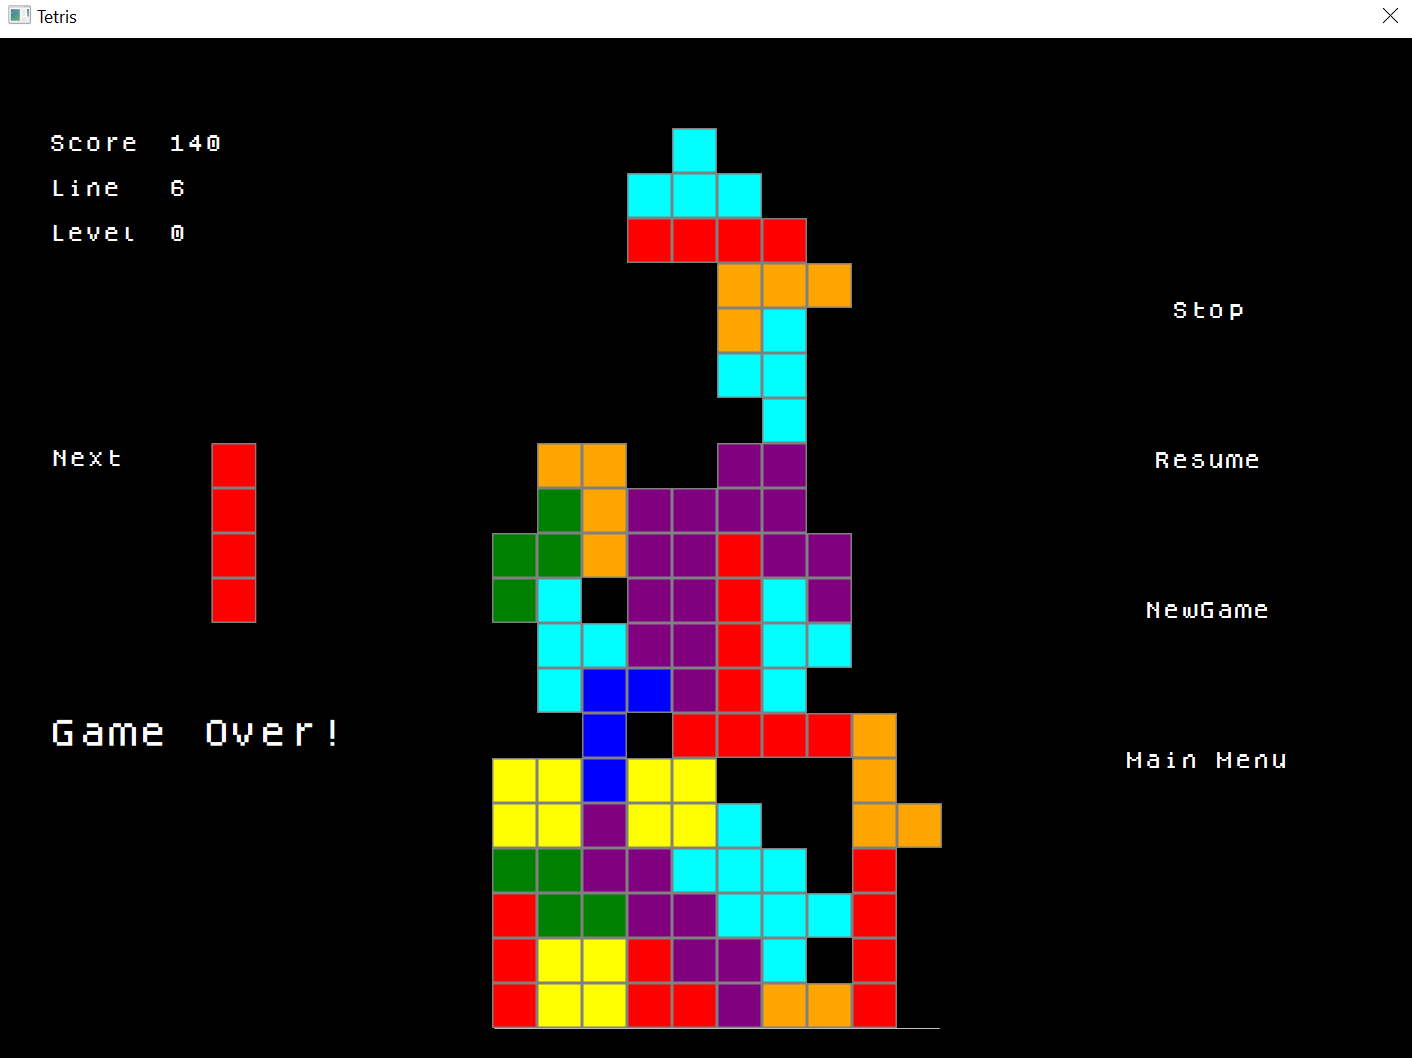 Tetris
Score 140
Line 6
Level 0
Stop
Next
Resume
NewGame
Game Over!
Main Menu